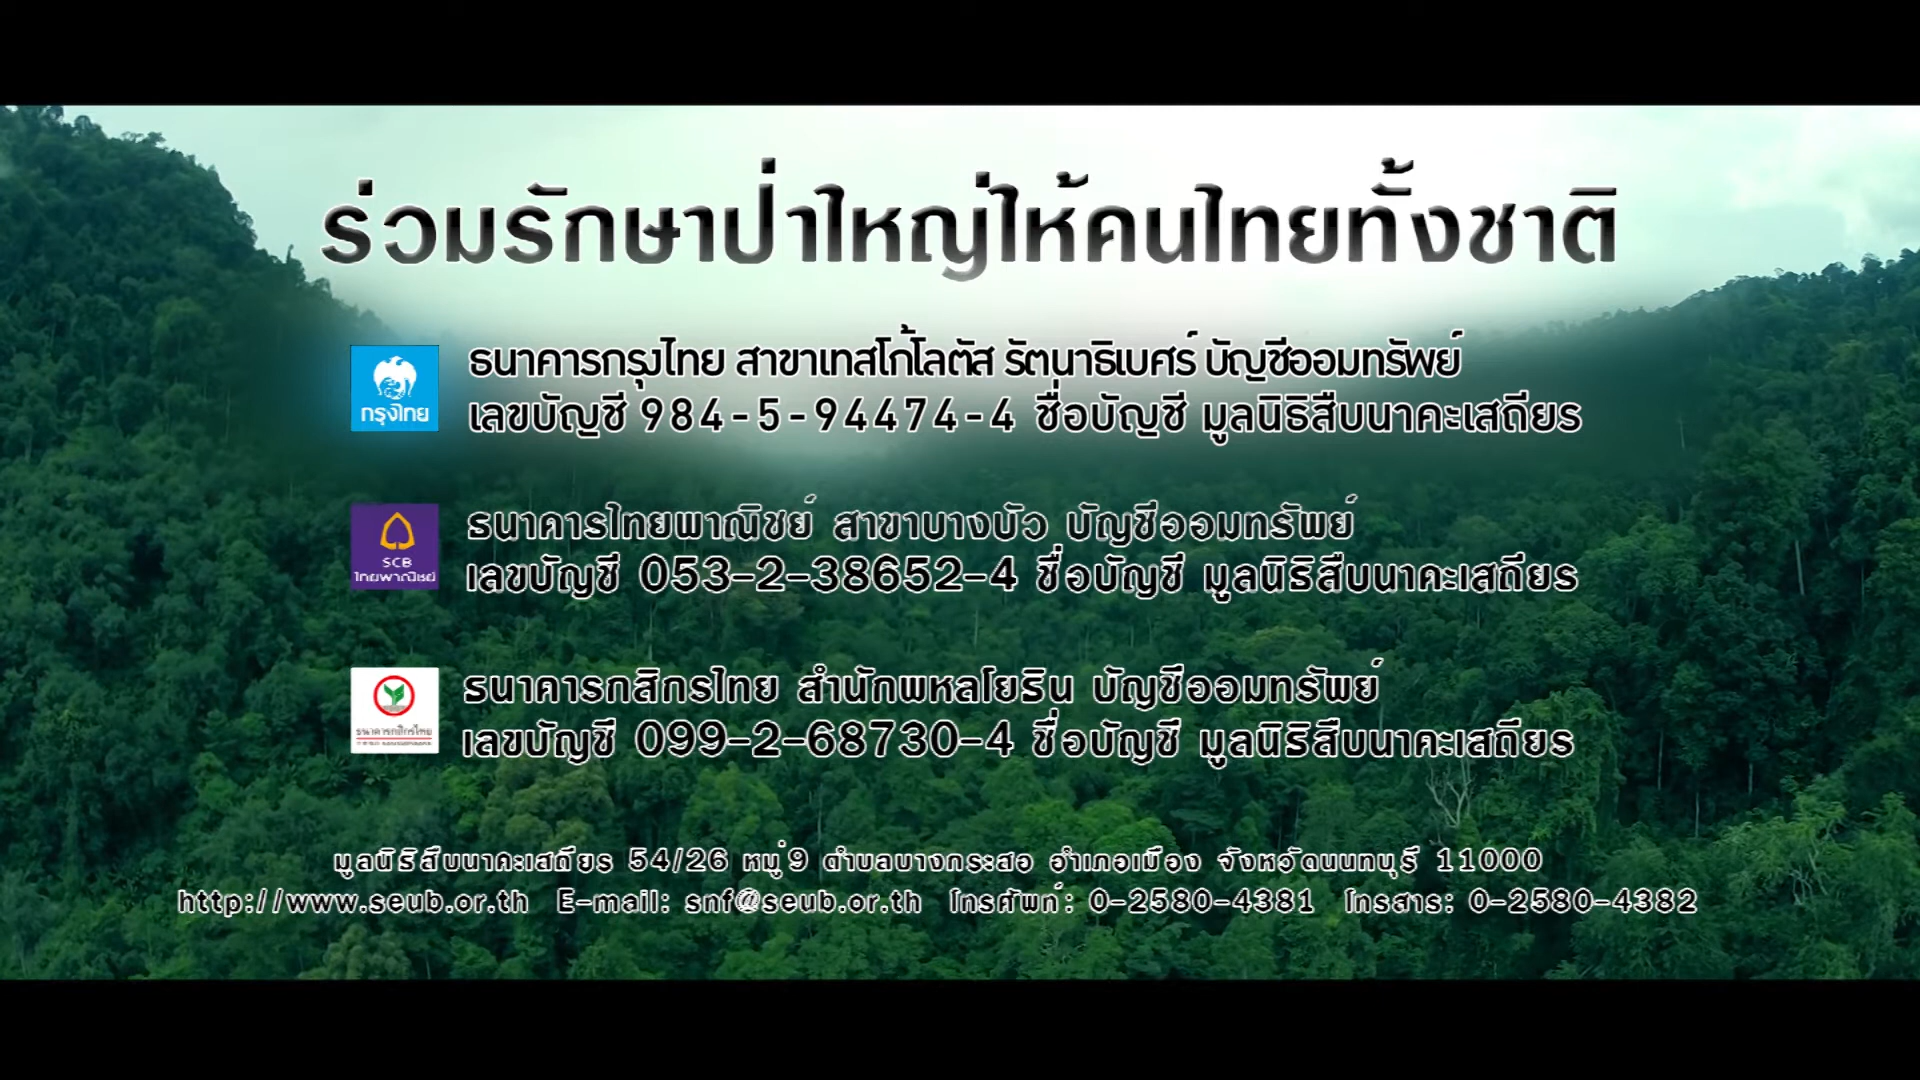 ร่วมรักษาป่าใหญ่ให้คนไทยทั้งชาติ
ธนาคารกรุงไทย สาขาเทสโก้โลตัส รัตนาธิเบศร์ บัญชีออมทรัพย์
กรุงไทย
เลขบัญชี 984-5-94474-4 ชื่อบัญชี มูลนิธิสืบนาคะเสถียร
ธนาคารไทยพาณิชย์ สาขาบางบัว บัญชีออมทรัพย์
SCB
ไทยพาณิชย์
เลขบัญชี 053-2-38652-4 ชื่อบัญชี มูลนิธิสืบนาคะเสถียร
ธนาคารกสิกรไทย สำนักพหลโยธิน บัญชีออมทรัพย์
ธนาคารกสิกรไทย
เลขบัญชี 099-2-68730-4 ชื่อบัญชี มูลนิธิสืบนาคะเสถียร
มูลนิธิสืบนาคะเสถียร 54/26 หมู่ 9 ตำบลบางกระสอ อำเภอเมือง จังหวัดนนทบุรี 11000
http://www.seub.or.th E-mail: snf@seub.or.th โทรศัพท์: 0-2580-4381 โทรสาร: 0-2580-4382